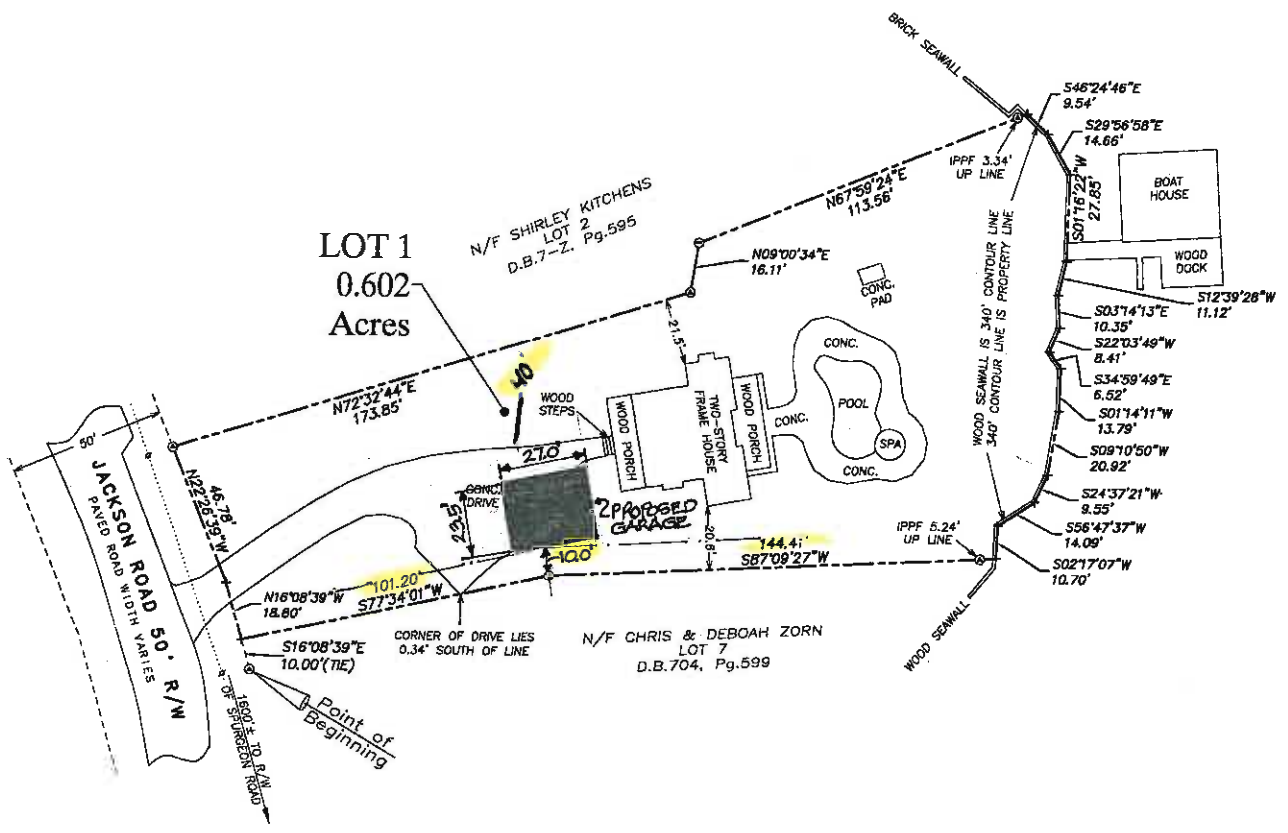 BRICK SEAWALL
S46°24'46"E
9.54'
S29°56'58"E
14.66'
IPPF 3.34'
UP LINE
S01°16'22"W
27.85'
BOAT
HOUSE
N67°59'24"E
113.56'
N/F SHIRLEY KITCHENS
LOT 2
D.B.7-Z, Pg.595
LOT 1
0.602
Acres
N09°00'34"E
16.11'
CONC.
PAD
WOOD
DOCK
S12°39'28"W
11.12'
S03°14'13"E
10.35'
S22°03'49"W
8.41'
S34°59'49"E
6.52'
S01°14'11"W
13.79'
S09°10'50"W
20.92'
S24°37'21"W
9.55'
S56°47'37"W
14.09'
S02°17'07"W
10.70'
WOOD SEAWALL IS 340' CONTOUR LINE
340' CONTOUR LINE IS PROPERTY LINE
21.5'
CONC.
POOL
SPA
CONC.
CONC.
40'
N72°32'44"E
173.85'
WOOD
STEPS
WOOD PORCH
TWO-STORY
FRAME HOUSE
WOOD PORCH
50'
JACKSON ROAD 50' R/W
PAVED ROAD WIDTH VARIES
46.78'
N22°26'39"W
27.0'
CONC.
DRIVE
23.5'
PROPOSED
GARAGE
10.0'
20.6'
144.41'
S87°09'27"W
IPPF 5.24'
UP LINE
101.20'
S77°34'01"W
N16°08'39"W
18.80'
CORNER OF DRIVE LIES
0.34' SOUTH OF LINE
S16°08'39"E
10.00'(TIE)
N/F CHRIS & DEBOAH ZORN
LOT 7
D.B.704, Pg.599
WOOD SEAWALL
Point of
Beginning
1600'± TO R/W
OF SPURGEON ROAD